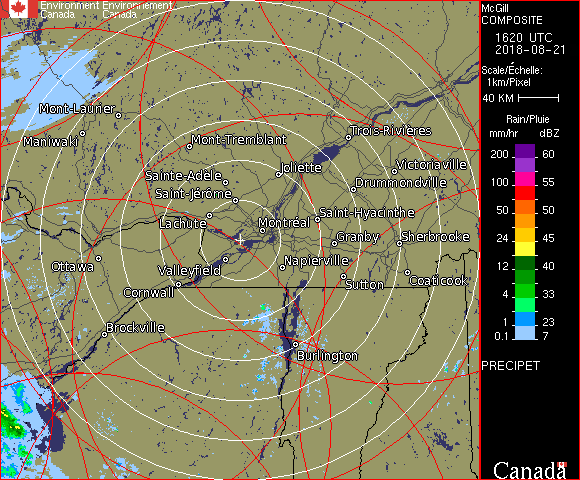 Environment Environnement
Canada Canada
McGill
COMPOSITE
1620 UTC
2018-08-21
Scale/Échelle:
1km/Pixel
40 KM
Rain/Pluie
mm/hr dBZ
200 60
100 55
50 50
24 45
12 40
4 33
1 23
0.1 7
PRECIPET
Canada
Mont-Laurier
Maniwaki
Mont-Tremblant
Trois-Rivières
Sainte-Adèle
Joliette
Victoriaville
Saint-Jérôme
Drummondville
Lachute
Montréal
Saint-Hyacinthe
Granby
Sherbrooke
Ottawa
Valleyfield
Napierville
Cornwall
Sutton
Coaticook
Brockville
Burlington